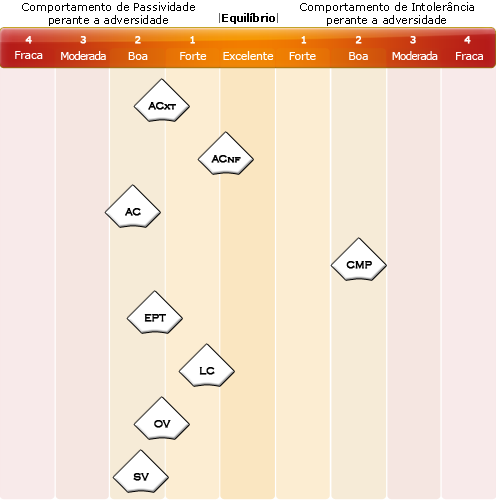 Comportamento de Passividade
perante a adversidade
|Equilíbrio|
Comportamento de Intolerância
perante a adversidade
4 3 2 1 1 2 3 4
Fraca Moderada Boa Forte Excelente Forte Boa Moderada Fraca
ACXT
ACNF
AC
CMP
EPT
LC
OV
SV